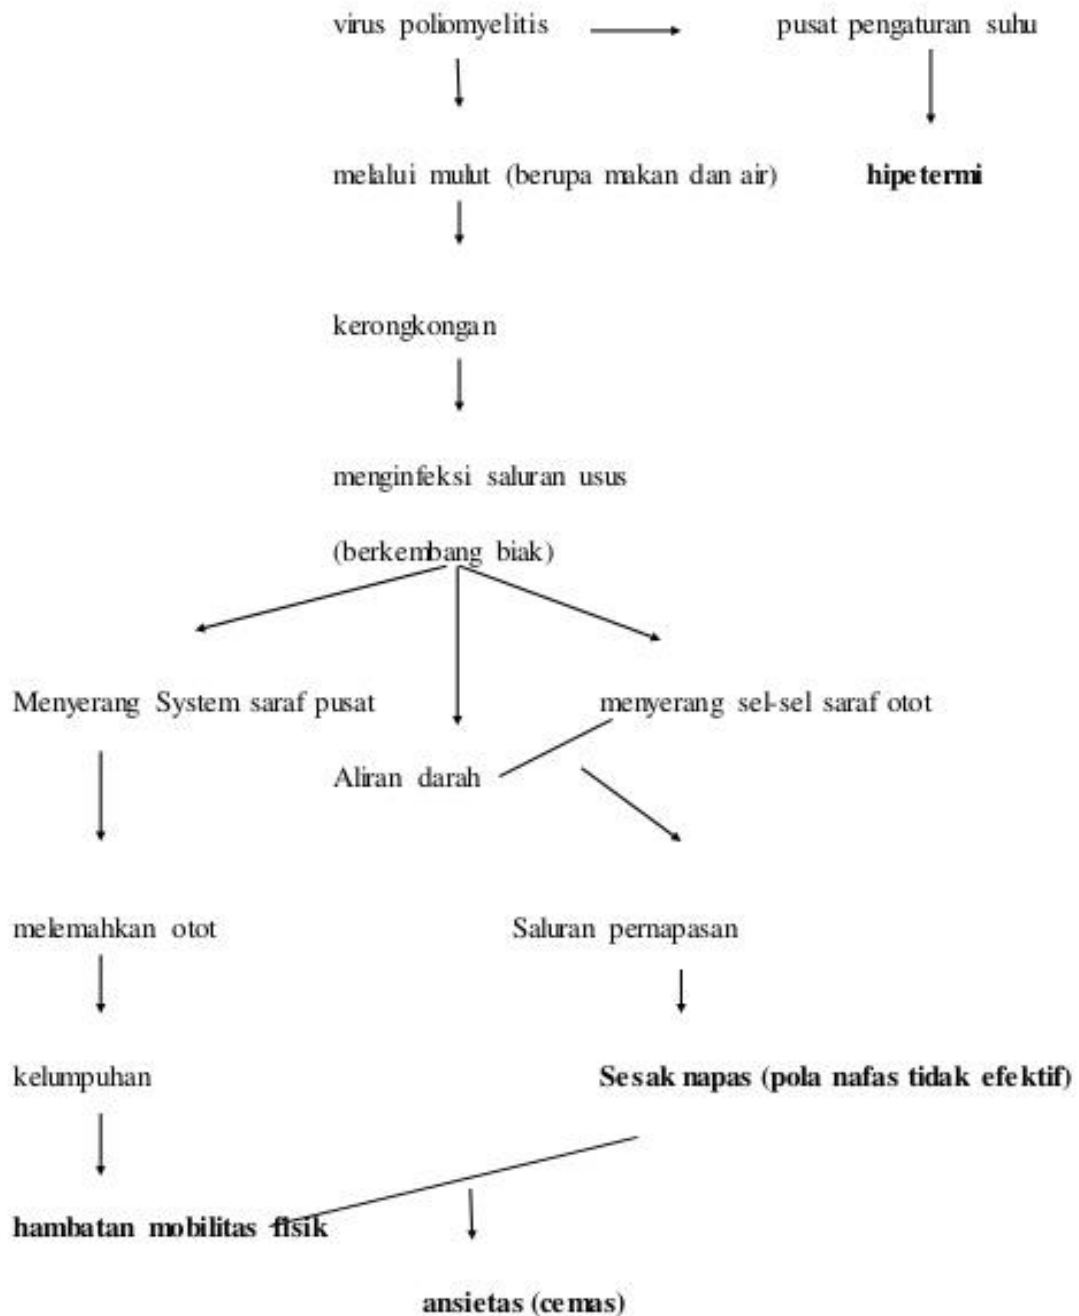 virus poliomyelitis pusat pengaturan suhu
melalui mulut (berupa makan dan air) hipetermi
kerongkongan
menginfeksi saluran usus
(berkembang biak)
Menyerang System saraf pusat menyerang sel-sel saraf otot
Aliran darah
melemahkan otot Saluran pernapasan
kelumpuhan Sesak napas (pola nafas tidak efektif)
hambatan mobilitas fisik
ansietas (cemas)